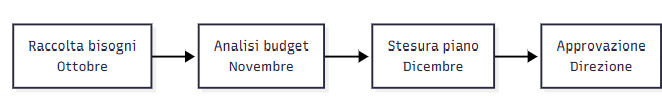 Raccolta bisogni
Ottobre
Analisi budget
Novembre
Stesura piano
Dicembre
Approvazione
Direzione